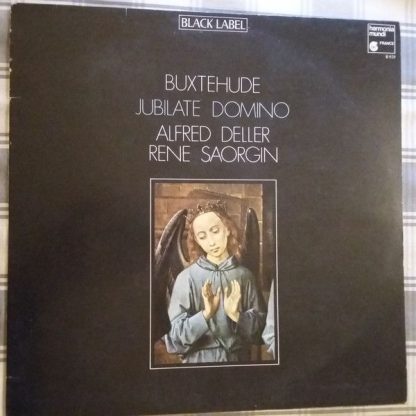 BLACK LABEL
harmonia
mundi
FRANCE
BUXTEHUDE
JUBILATE DOMINO
ALFRED DELLER
RENE SAORGIN